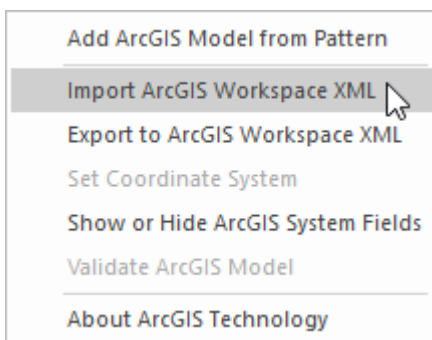 Add ArcGIS Model from Pattern
Import ArcGIS Workspace XML
Export to ArcGIS Workspace XML
Set Coordinate System
Show or Hide ArcGIS System Fields
Validate ArcGIS Model
About ArcGIS Technology